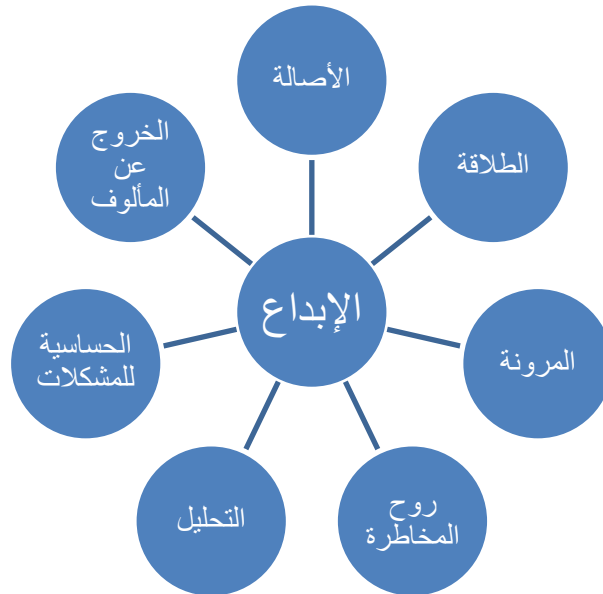 الأصالة
الطلاقة
المرونة
روح
المخاطرة
التحليل
الحساسية
للمشكلات
الخروج
عن
المألوف
الإبداع